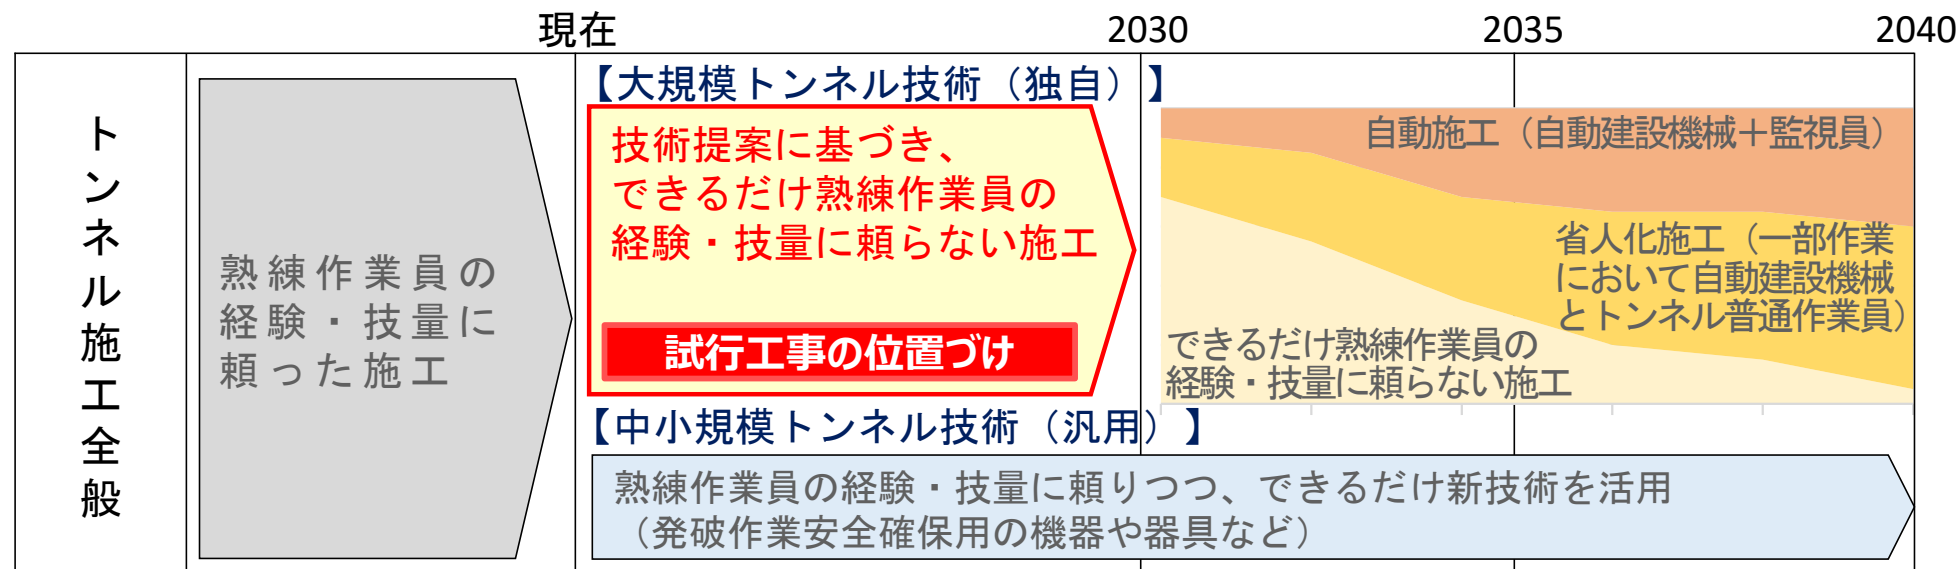 現在
2030
2035
2040
トンネル施工全般
熟練作業員の
経験・技量に
頼った施工
【大規模トンネル技術（独自）】
技術提案に基づき、
できるだけ熟練作業員の
経験・技量に頼らない施工
試行工事の位置づけ
自動施工（自動建設機械＋監視員）
省人化施工（一部作業
において自動建設機械
とトンネル普通作業員）
できるだけ熟練作業員の
経験・技量に頼らない施工
【中小規模トンネル技術（汎用）】
熟練作業員の経験・技量に頼りつつ、できるだけ新技術を活用
（発破作業安全確保用の機器や器具など）